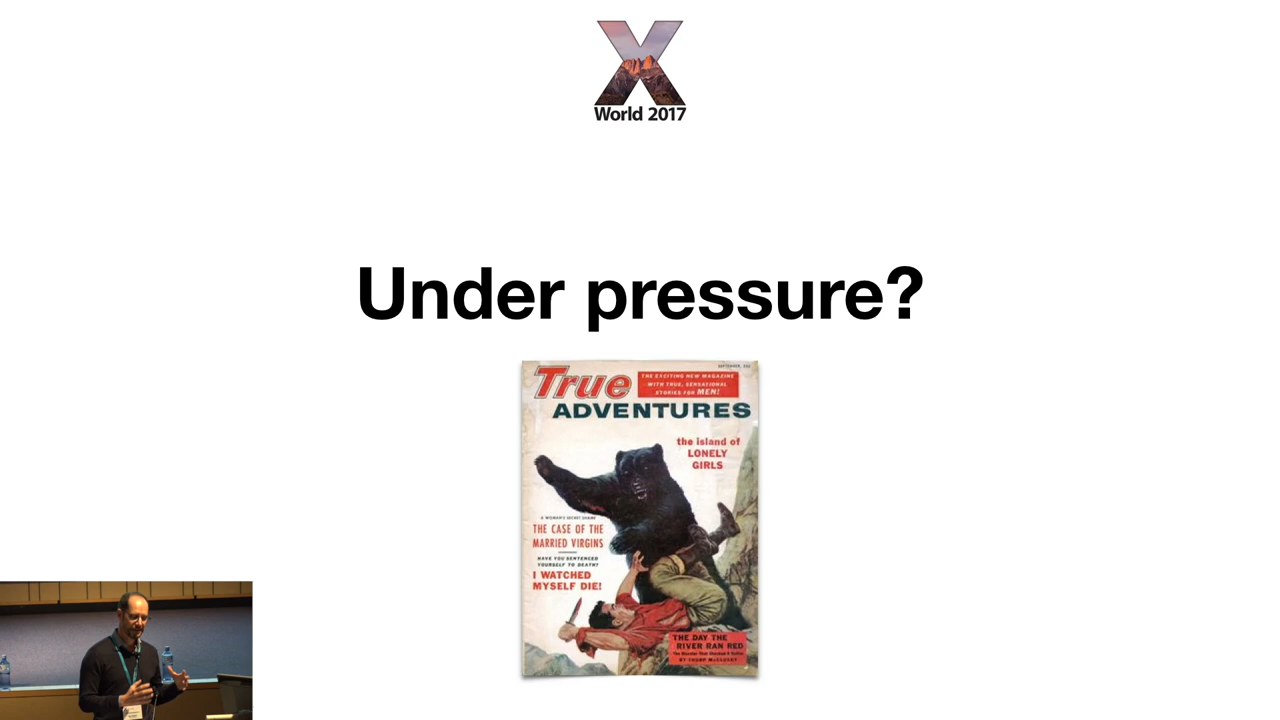 World 2017
Under pressure?
SEPTEMBER, 35¢
True
THE EXCITING NEW MAGAZINE
WITH TRUE, SENSATIONAL
STORIES FOR MEN!
ADVENTURES
the island of
LONELY
GIRLS
A WOMAN'S SECRET SHAME
THE CASE OF THE
MARRIED VIRGINS
HAVE YOU SENTENCED
YOURSELF TO DEATH?
I WATCHED
MYSELF DIE!
THE DAY THE
RIVER RAN RED